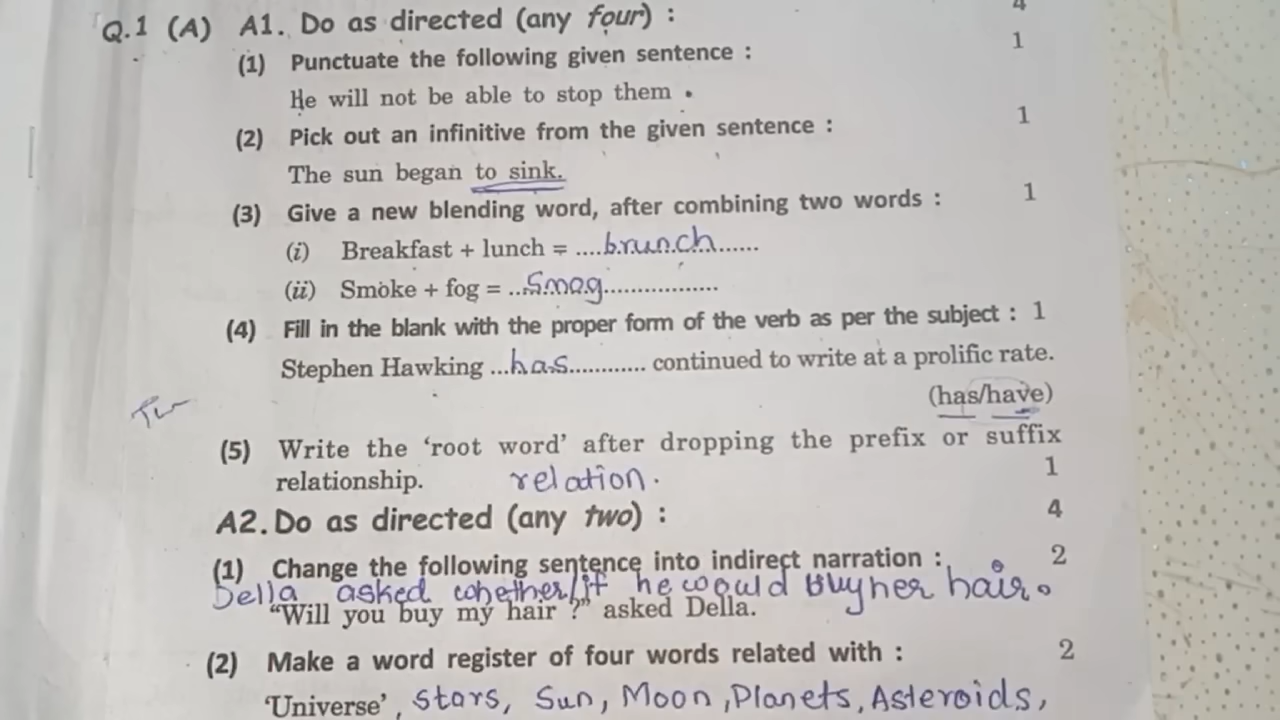 Q.1 (A) A1. Do as directed (any four) : 4
(1) Punctuate the following given sentence : 1
He will not be able to stop them .
(2) Pick out an infinitive from the given sentence : 1
The sun began to sink.
(3) Give a new blending word, after combining two words : 1
(i) Breakfast + lunch = ....brunch......
(ii) Smoke + fog = ...Smog.................
(4) Fill in the blank with the proper form of the verb as per the subject : 1
Stephen Hawking ...has............ continued to write at a prolific rate.
(has/have)
(5) Write the ‘root word’ after dropping the prefix or suffix 1
relationship. relation.
A2. Do as directed (any two) : 4
(1) Change the following sentence into indirect narration : 2
Della asked whether/if he would buy her hair.
“Will you buy my hair ?” asked Della.
(2) Make a word register of four words related with : 2
‘Universe’, stars, Sun, Moon, Planets, Asteroids,